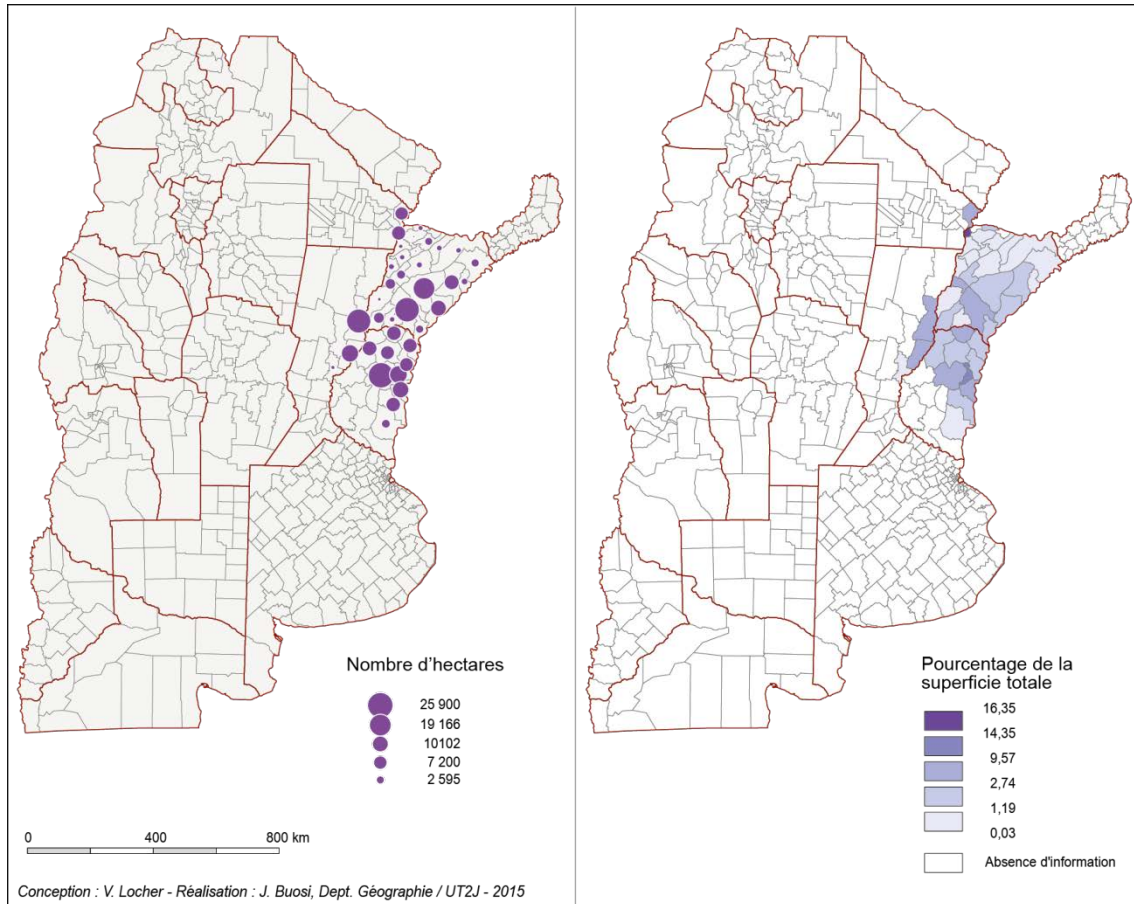 Nombre d'hectares
25 900
19 166
10102
7 200
2 595
0 400 800 km
Conception : V. Locher - Réalisation : J. Buosi, Dept. Géographie / UT2J - 2015
Pourcentage de la
superficie totale
16,35
14,35
9,57
2,74
1,19
0,03
Absence d'information